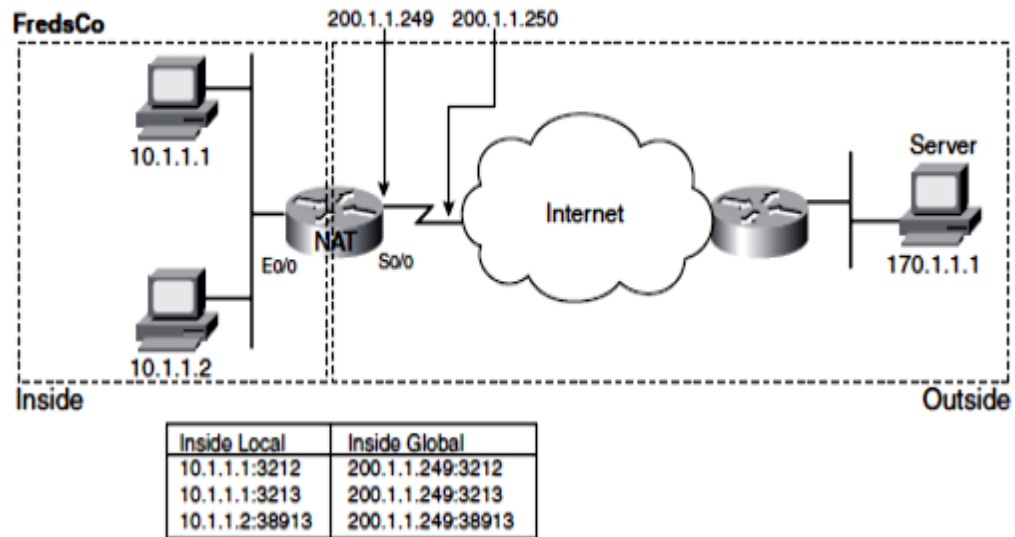 FredsCo
200.1.1.249 200.1.1.250
10.1.1.1
Server
Internet
NAT
E0/0
S0/0
170.1.1.1
10.1.1.2
Inside
Outside
Inside Local Inside Global
10.1.1.1:3212 200.1.1.249:3212
10.1.1.1:3213 200.1.1.249:3213
10.1.1.2:38913 200.1.1.249:38913